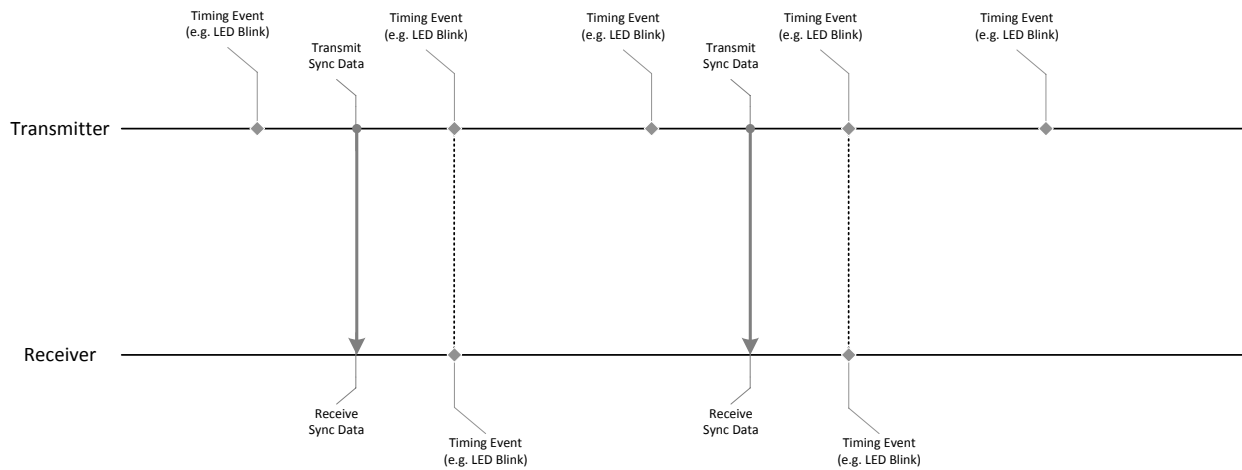 Timing Event
(e.g. LED Blink)
Transmit
Sync Data
Timing Event
(e.g. LED Blink)
Timing Event
(e.g. LED Blink)
Transmit
Sync Data
Timing Event
(e.g. LED Blink)
Timing Event
(e.g. LED Blink)
Transmitter
Receiver
Receive
Sync Data
Timing Event
(e.g. LED Blink)
Receive
Sync Data
Timing Event
(e.g. LED Blink)